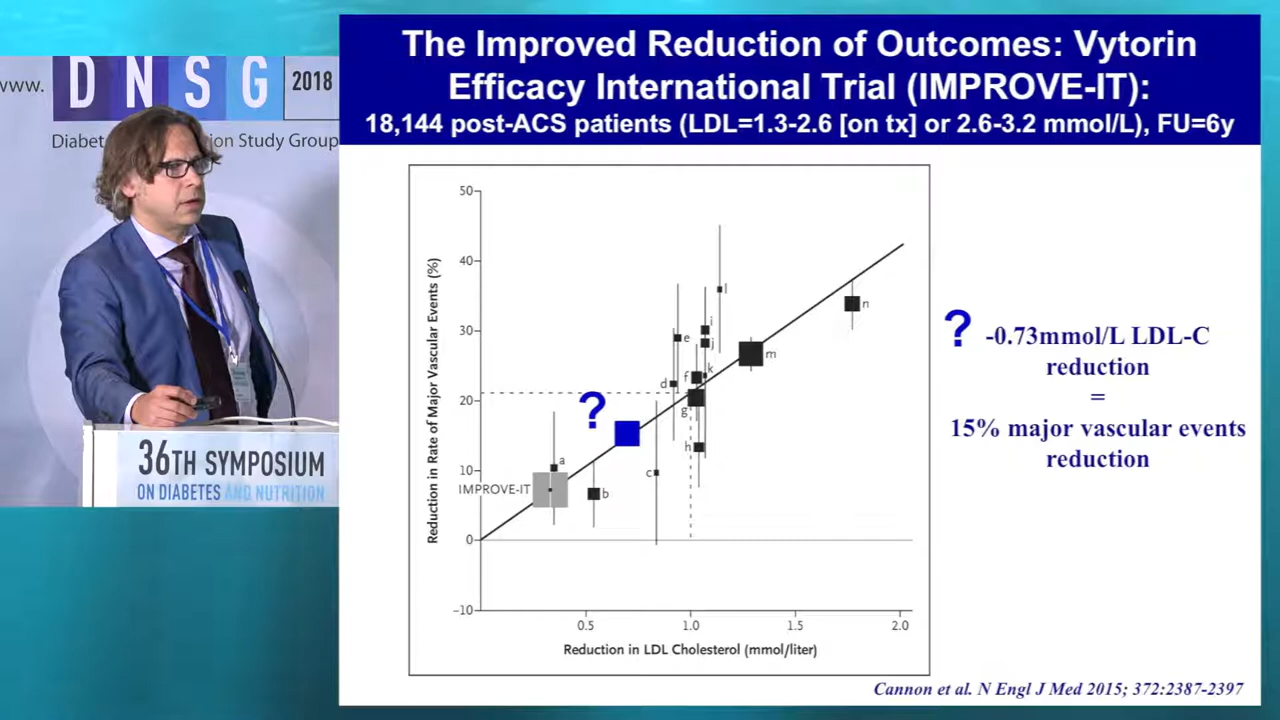 www.
DNSG
2018
Diabet
ion Study Group
36TH SYMPOSIUM
ON DIABETES AND NUTRITION
The Improved Reduction of Outcomes: Vytorin
Efficacy International Trial (IMPROVE-IT):
18,144 post-ACS patients (LDL=1.3-2.6 [on tx] or 2.6-3.2 mmol/L), FU=6y
Reduction in Rate of Major Vascular Events (%)
50
40
30
20
10
0
-10
l
n
i
e
j
m
k
f
d
g
?
h
a
c
IMPROVE-IT
b
0.5
1.0
1.5
2.0
Reduction in LDL Cholesterol (mmol/liter)
? -0.73mmol/L LDL-C
reduction
=
15% major vascular events
reduction
Cannon et al. N Engl J Med 2015; 372:2387-2397